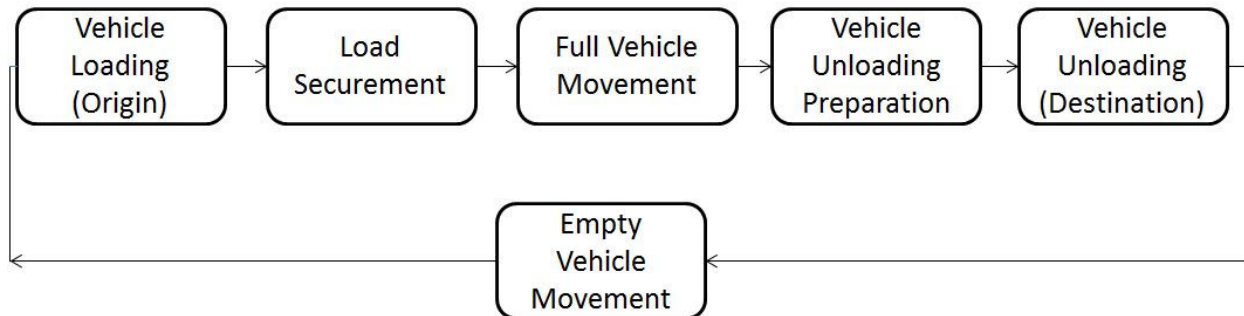 Vehicle
Loading
(Origin)
Load
Securement
Full Vehicle
Movement
Vehicle
Unloading
Preparation
Vehicle
Unloading
(Destination)
Empty
Vehicle
Movement